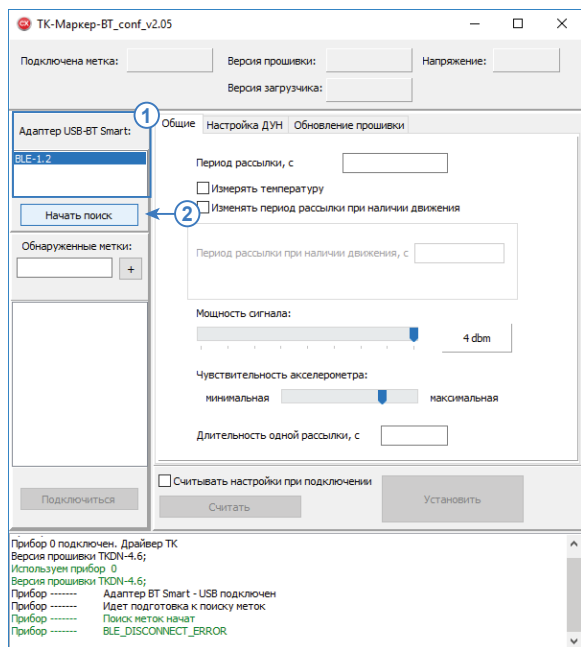 ТК-Маркер-BT_conf_v2.05
Подключена метка:
Версия прошивки:
Напряжение:
Версия загрузчика:
1
Адаптер USB-BT Smart:
BLE-1.2
Начать поиск
2
Обнаруженные метки:
+
Подключиться
Общие
Настройка ДУН
Обновление прошивки
Период рассылки, с
Измерять температуру
Изменять период рассылки при наличии движения
Период рассылки при наличии движения, с
Мощность сигнала:
4 dbm
Чувствительность акселерометра:
минимальная
максимальная
Длительность одной рассылки, с
Считывать настройки при подключении
Считать
Установить
Прибор 0 подключен. Драйвер ТК
Версия прошивки TKDN-4.6;
Используем прибор 0
Версия прошивки TKDN-4.6;
Прибор ------- Адаптер BT Smart - USB подключен
Прибор ------- Идет подготовка к поиску меток
Прибор ------- Поиск меток начат
Прибор ------- BLE_DISCONNECT_ERROR